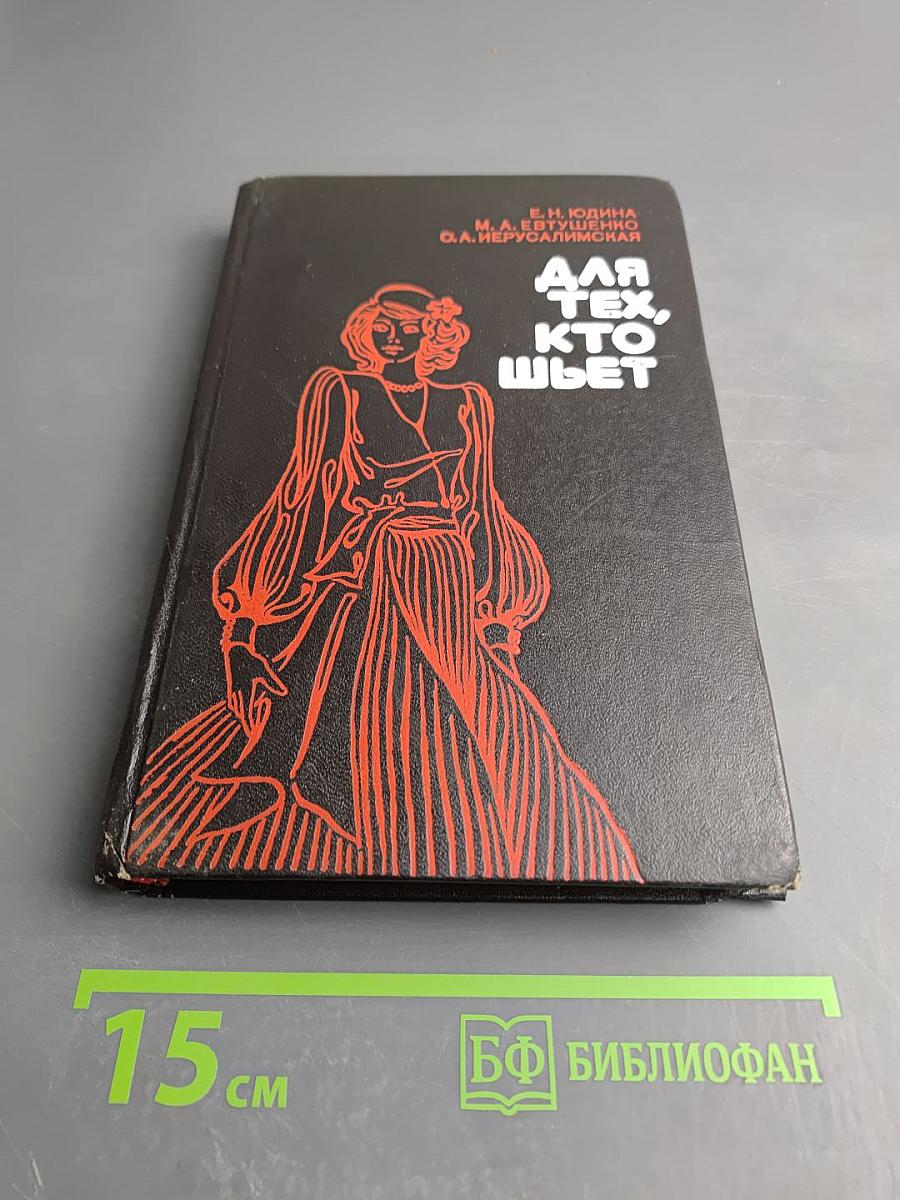 Е. Н. ЮДИНА
М. А. ЕВТУШЕНКО
О. А. ИЕРУСАЛИМСКАЯ
ДЛЯ
ТЕХ,
КТО
ШЬЕТ
15 см
БФ БИБЛИОФАН